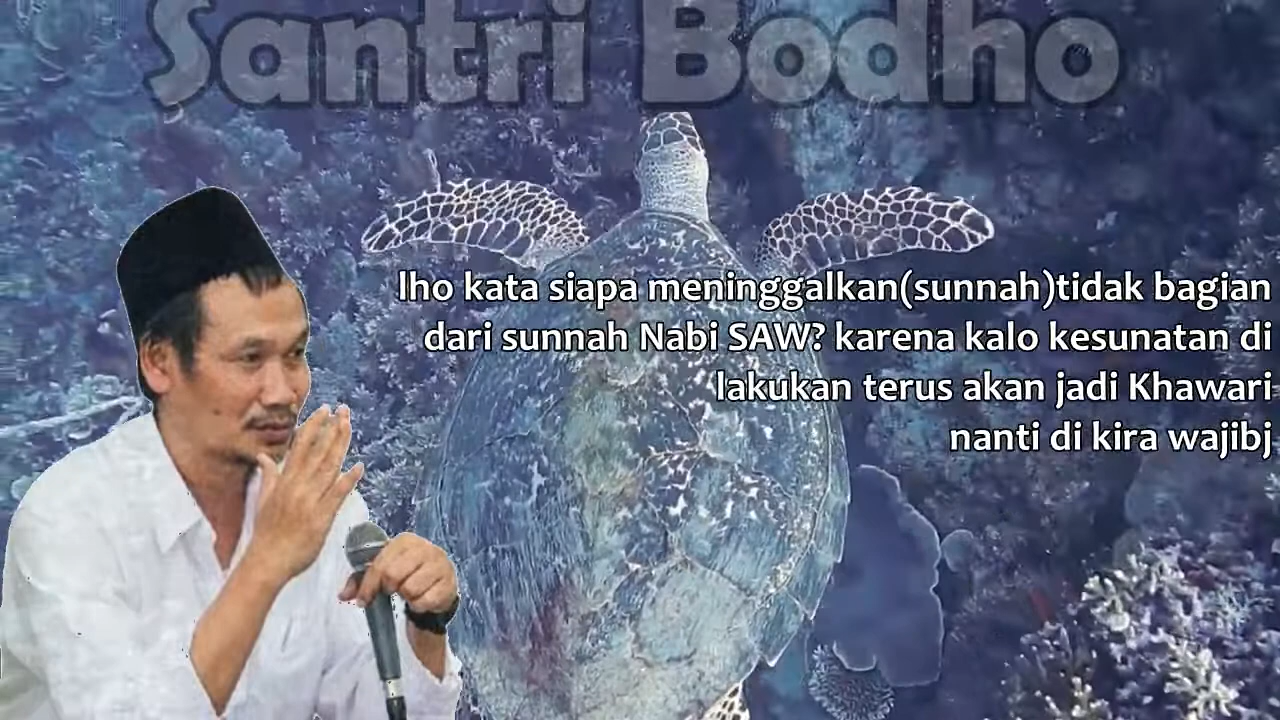 Santri Bodho
lho kata siapa meninggalkan(sunnah)tidak bagian
dari sunnah Nabi SAW? karena kalo kesunatan di
lakukan terus akan jadi Khawari
nanti di kira wajibj